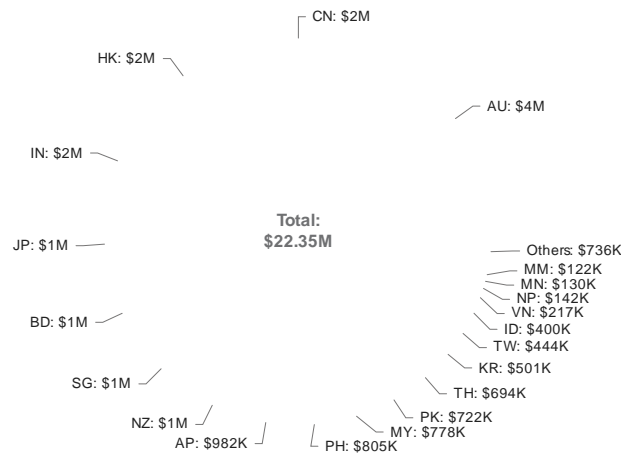 CN: $2M
HK: $2M
AU: $4M
IN: $2M
Total:
$22.35M
JP: $1M
Others: $736K
MM: $122K
MN: $130K
NP: $142K
VN: $217K
BD: $1M
ID: $400K
TW: $444K
KR: $501K
SG: $1M
TH: $694K
PK: $722K
NZ: $1M
MY: $778K
AP: $982K
PH: $805K